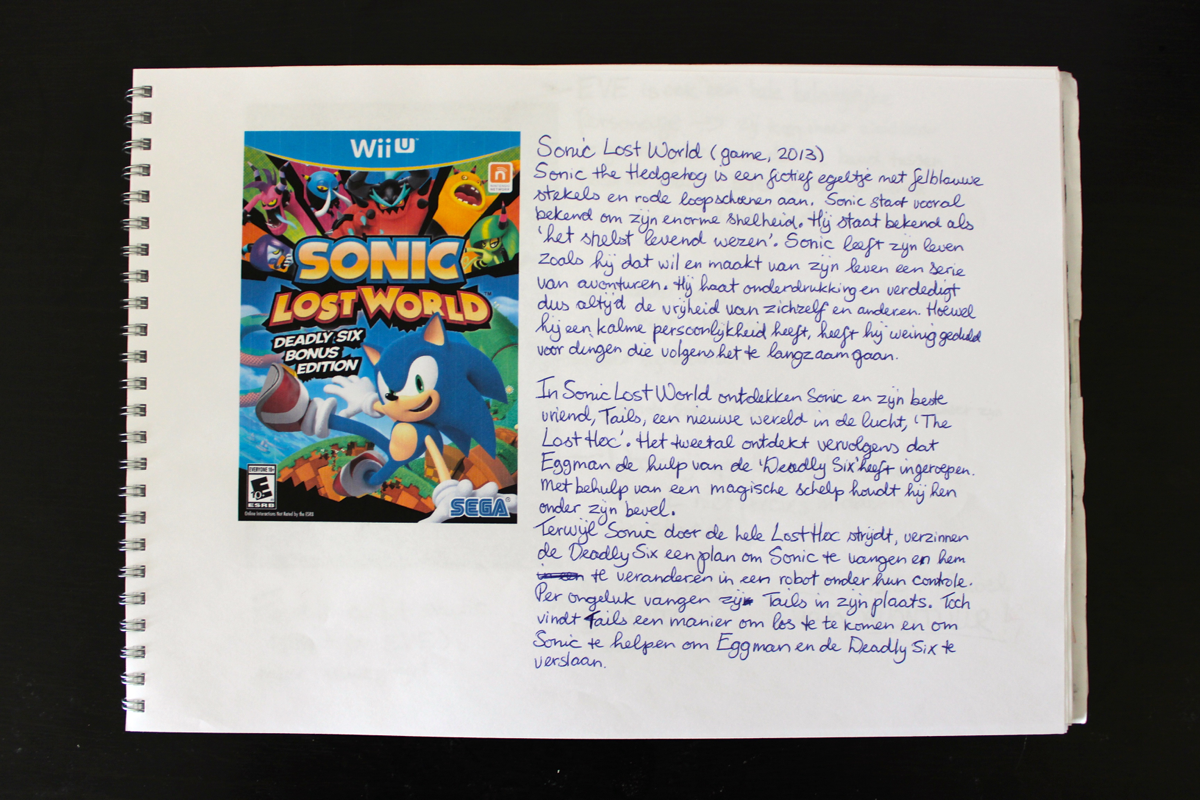 EVE is
Wii U
SONIC
LOST WORLD
DEADLY SIX
BONUS
EDITION
EVERYONE 10+
E
10+
ESRB
Online Interactions Not Rated by the ESRB
SEGA
Sonic Lost World (game, 2013)
Sonic the Hedgehog is een fictief egeltje met felblauwe
stekels en rode loopschoenen aan. Sonic staat vooral
bekend om zijn enorme snelheid. Hij staat bekend als
'het snelst levend wezen'. Sonic leeft zijn leven
zoals hij dat wil en maakt van zijn leven een serie
van avonturen. Hij haat onderdrukking en verdedigt
dus altijd de vrijheid van zichzelf en anderen. Hoewel
hij een kalme persoonlijkheid heeft, heeft hij weinig geduld
voor dingen die volgens het te langzaam gaan.
In Sonic Lost World ontdekken Sonic en zijn beste
vriend, Tails, een nieuwe wereld in de lucht, 'The
Lost Hex'. Het tweetal ontdekt vervolgens dat
Eggman de hulp van de 'Deadly Six' heeft ingeroepen.
Met behulp van een magische schelp houdt hij hen
onder zijn bevel.
Terwijl Sonic door de hele Lost Hex strijdt, verzinnen
de Deadly Six een plan om Sonic te vangen en hem
te veranderen in een robot onder hun controle.
Per ongeluk vangen zij Tails in zijn plaats. Toch
vindt Tails een manier om los te te komen en om
Sonic te helpen om Eggman en de Deadly Six te
verslaan.